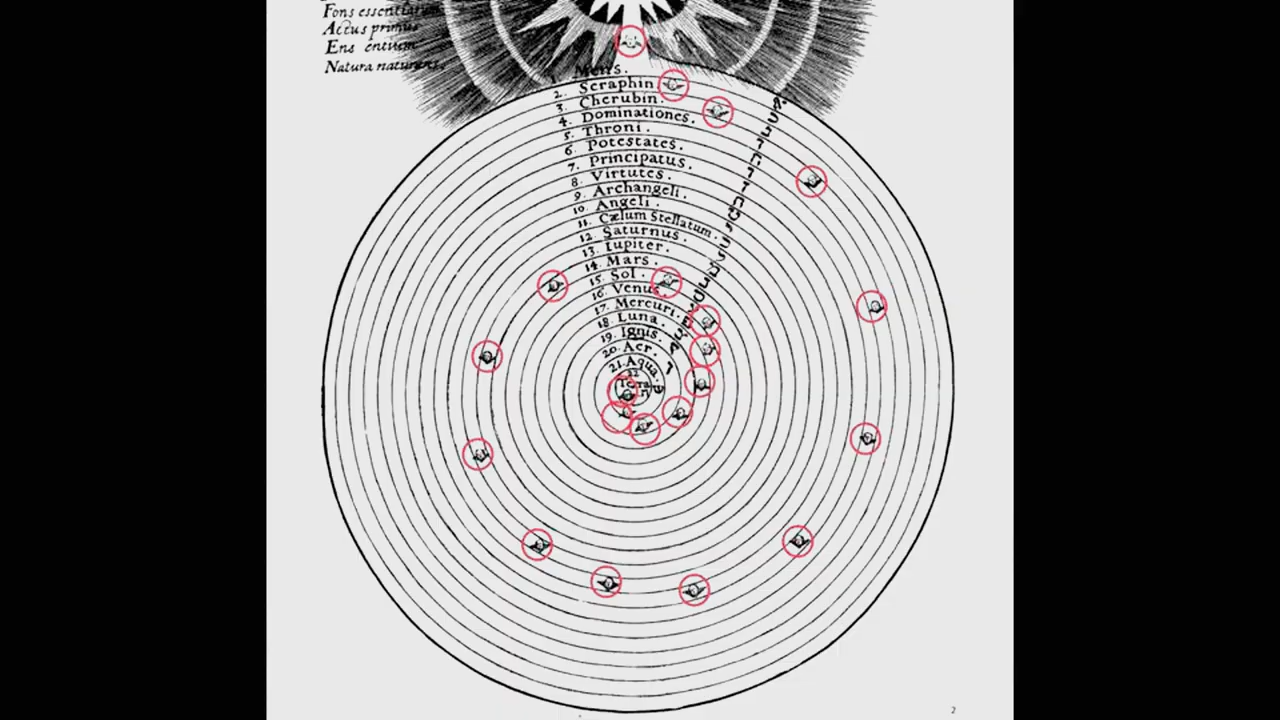 Fons essentiarum
Actus primus
Ens entium
Natura naturans.
Mens.
2. Seraphin
3. Cherubin.
4. Dominationes.
5. Throni.
6. Potestates.
7. Principatus.
8. Virtutes.
9. Archangeli.
10. Angeli.
11. Cælum Stellatum.
12. Saturnus.
13. Iupiter.
14. Mars.
15. Sol.
16. Venus
17. Mercuri.
18. Luna.
19. Ignis.
20. Aer.
21. Aqua.
22
Terra
2